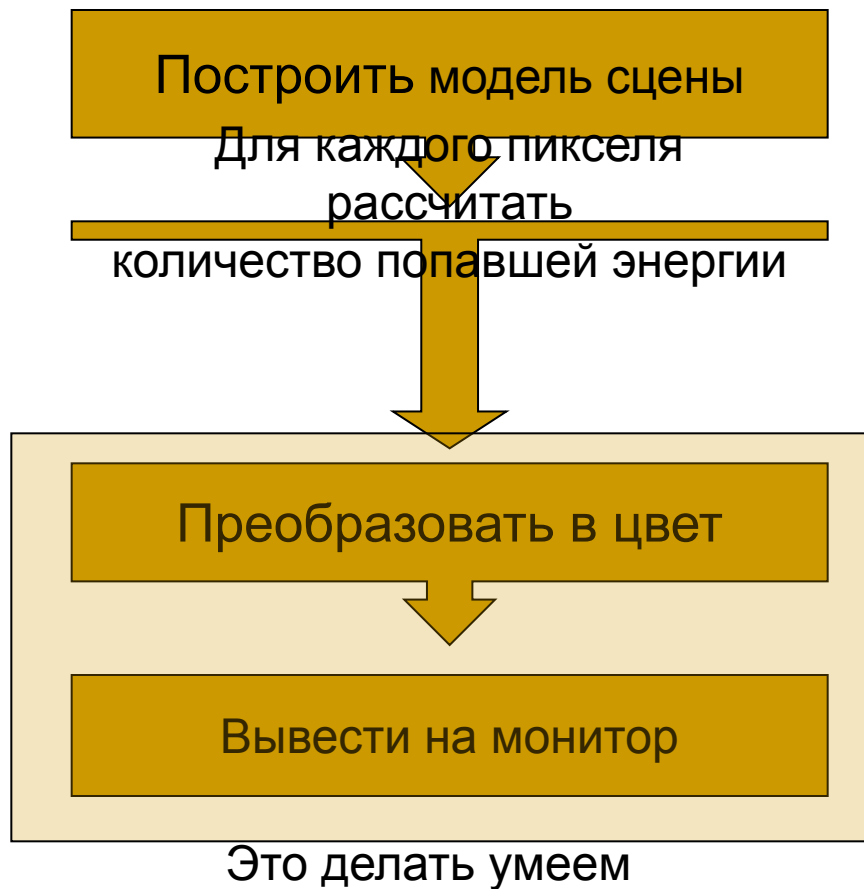 Построить модель сцены
Для каждого пикселя
рассчитать
количество попавшей энергии
Преобразовать в цвет
Вывести на монитор
Это делать умеем